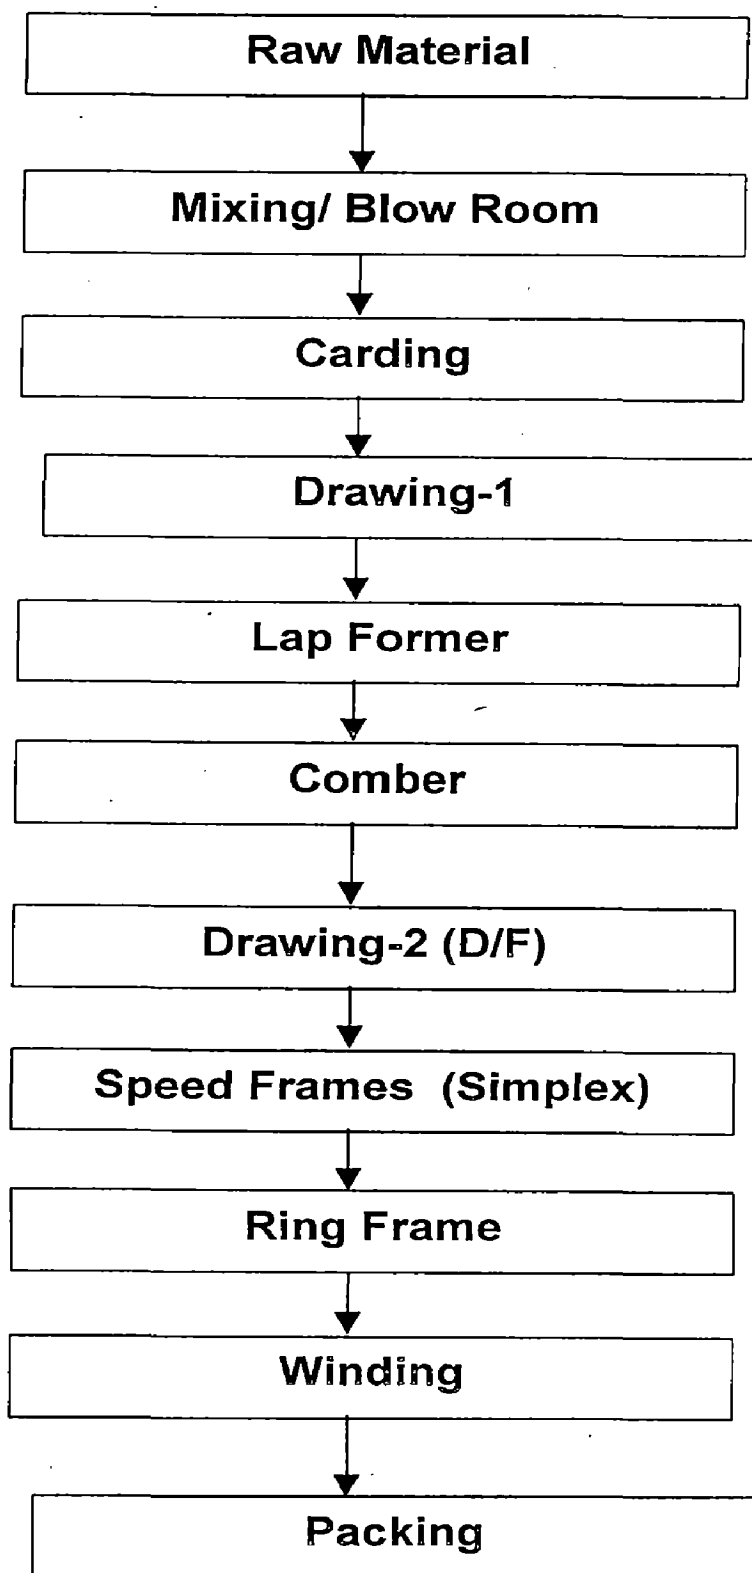 Raw Material
Mixing/ Blow Room
Carding
Drawing-1
Lap Former
Comber
Drawing-2 (D/F)
Speed Frames (Simplex)
Ring Frame
Winding
Packing